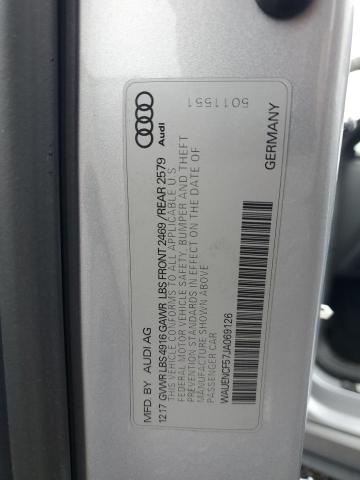 5011551
Audi
MFD. BY AUDI AG GERMANY
1217 GVWR LBS 4916 GAWR LBS FRONT 2469 / REAR 2579
THIS VEHICLE CONFORMS TO ALL APPLICABLE U S
FEDERAL MOTOR VEHICLE SAFETY, BUMPER AND THEFT
PREVENTION STANDARDS IN EFFECT ON THE DATE OF
MANUFACTURE SHOWN ABOVE
PASSENGER CAR
WAUENCF57JA069126